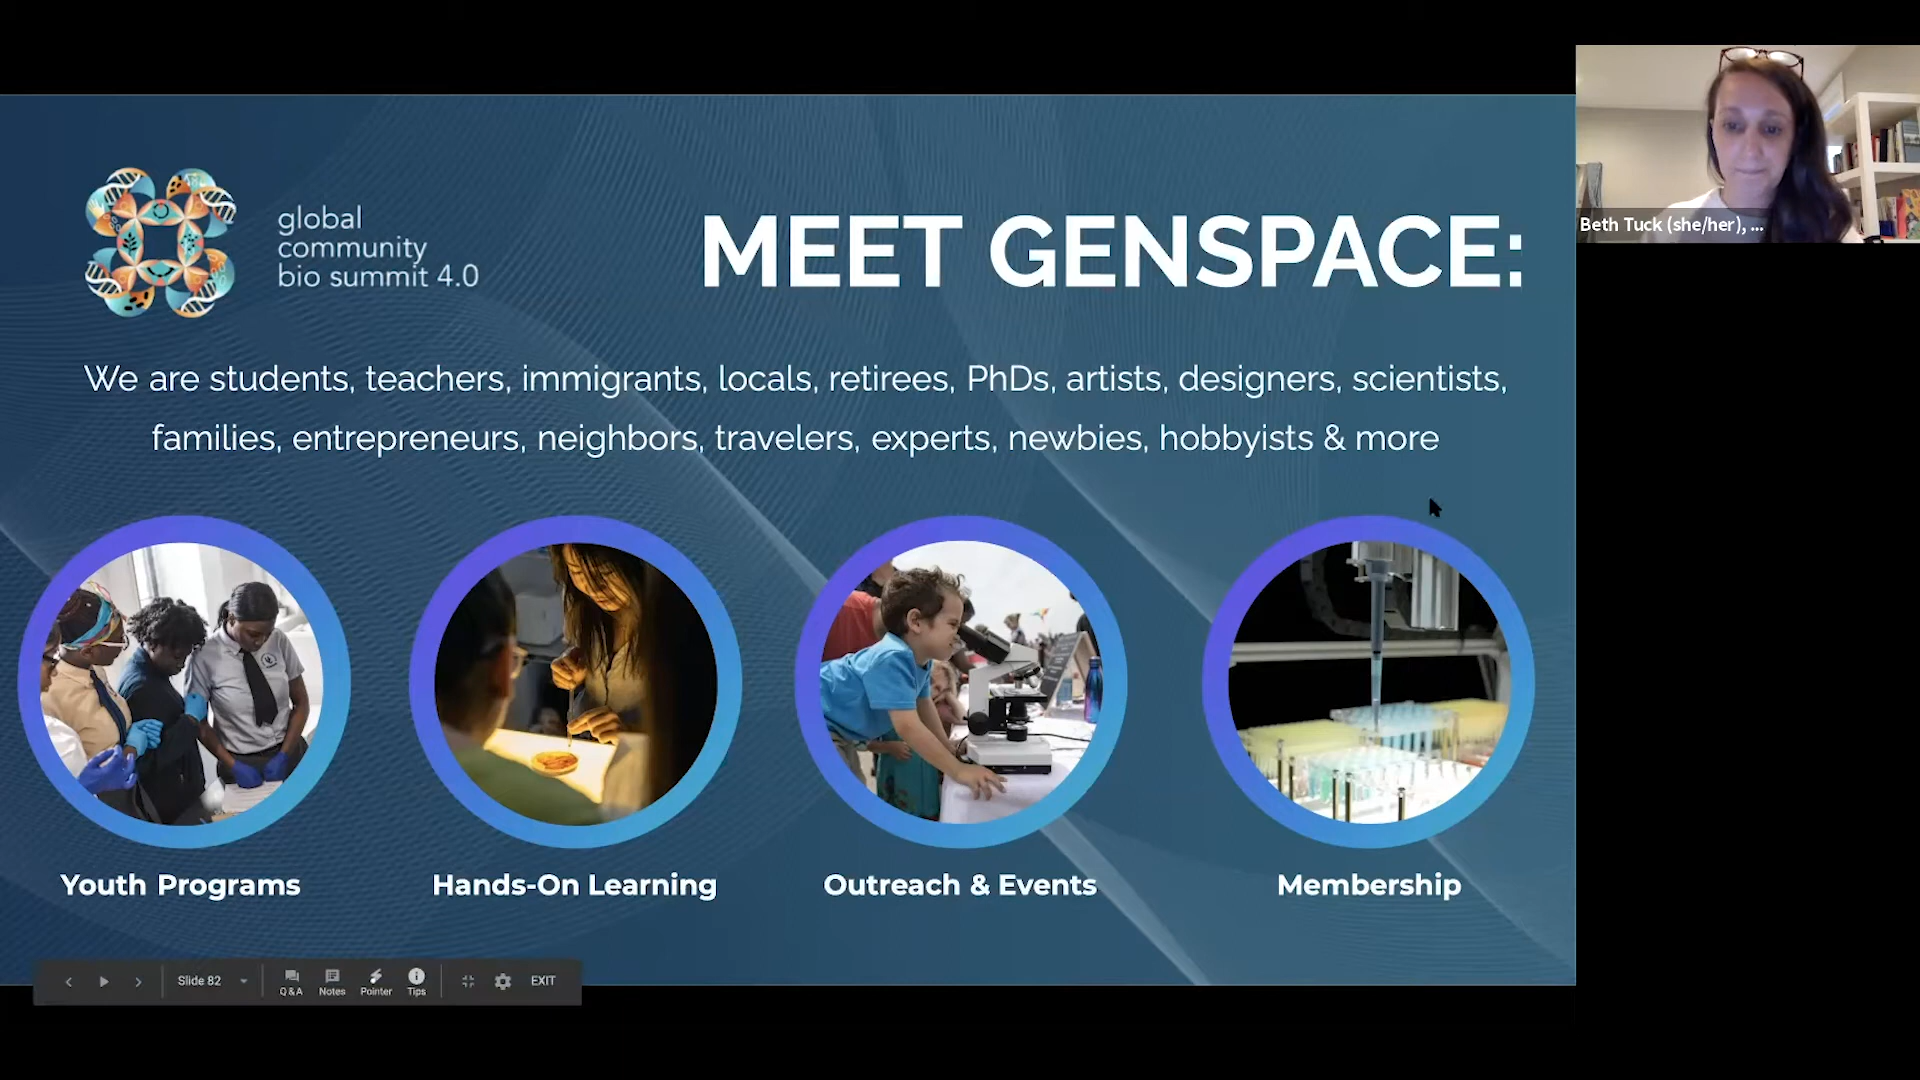 global
community
bio summit 4.0
MEET GENSPACE:
We are students, teachers, immigrants, locals, retirees, PhDs, artists, designers, scientists,
families, entrepreneurs, neighbors, travelers, experts, newbies, hobbyists & more
Youth Programs
Hands-On Learning
Outreach & Events
Membership
Slide 82
Q&A
Notes
Pointer
Tips
EXIT
Beth Tuck (she/her), ...